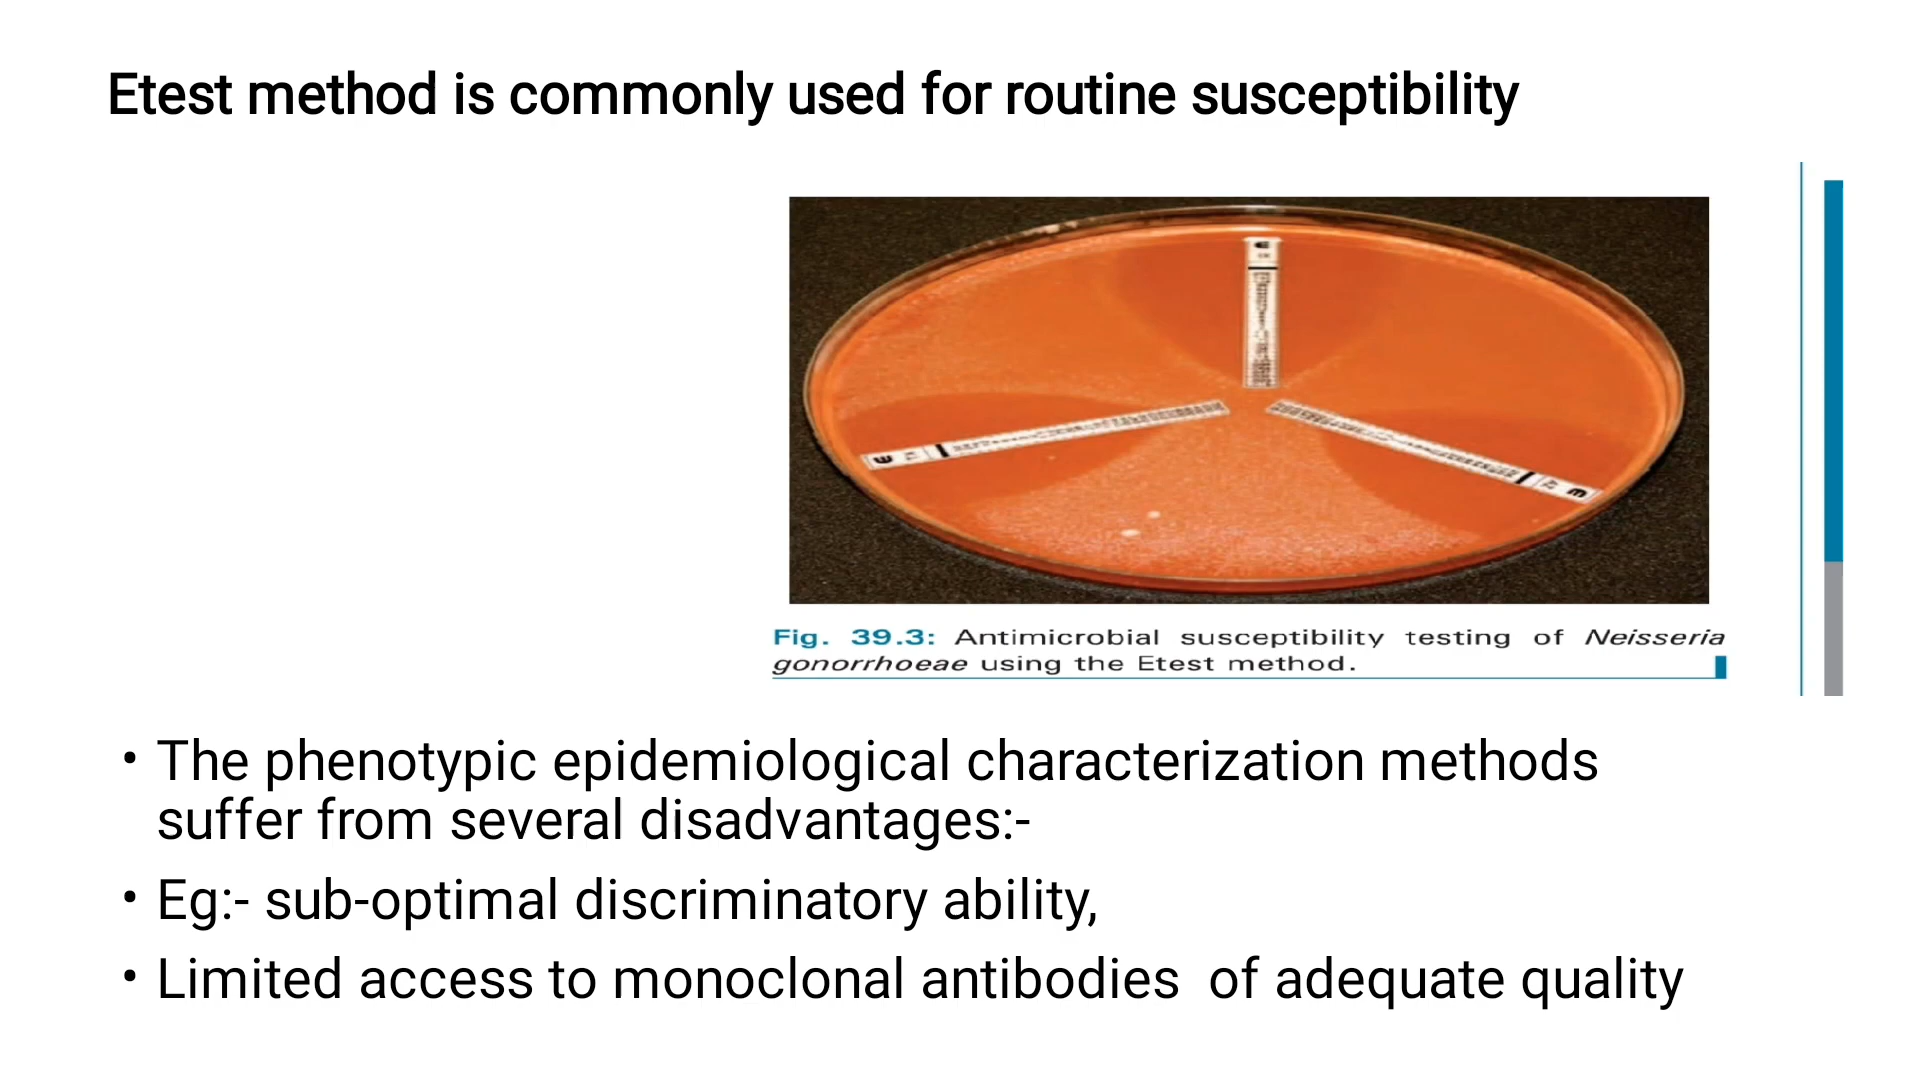 Etest method is commonly used for routine susceptibility
Fig. 39.3: Antimicrobial susceptibility testing of Neisseria
gonorrhoeae using the Etest method.
• The phenotypic epidemiological characterization methods
suffer from several disadvantages:-
• Eg:- sub-optimal discriminatory ability,
• Limited access to monoclonal antibodies  of adequate quality